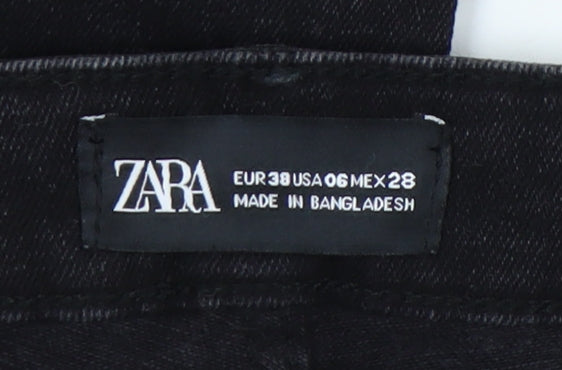 ZARA
EUR 38 USA 06 MEX 28
MADE IN BANGLADESH